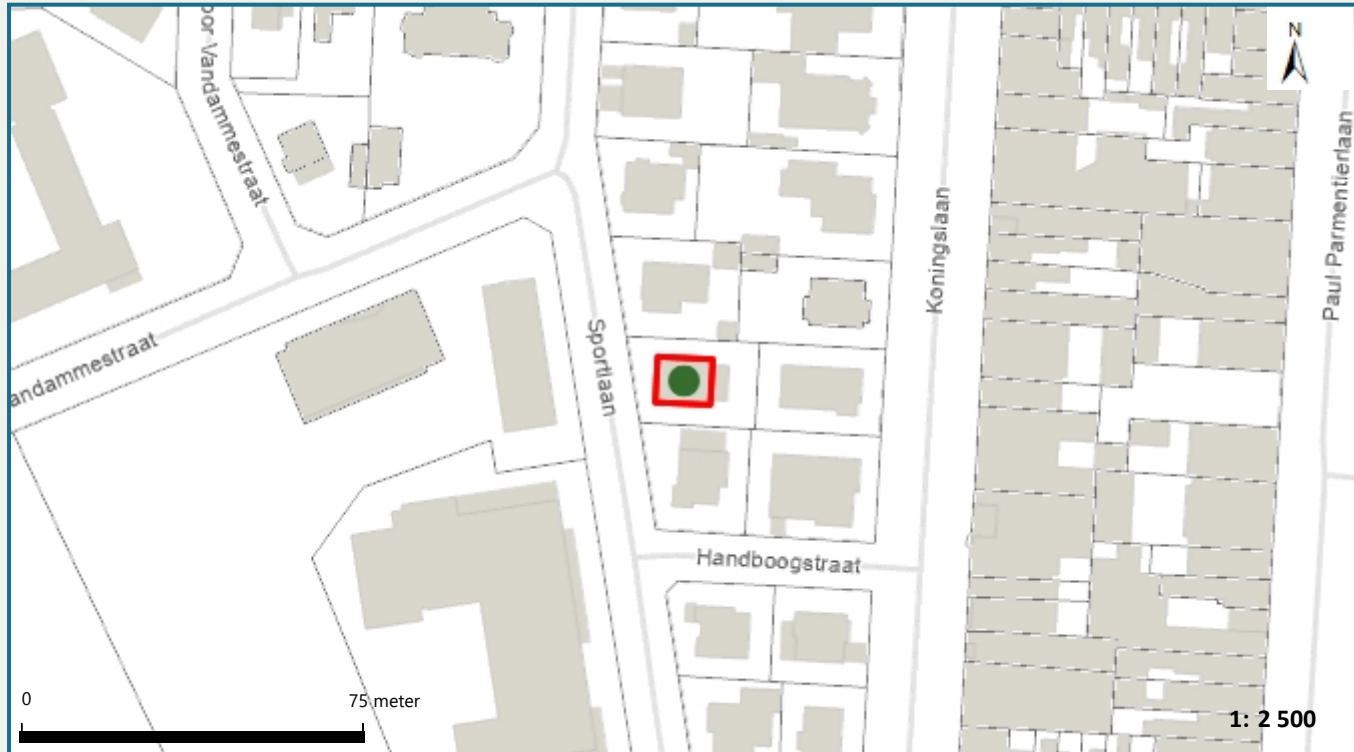 oor Vandammestraat
N
Paul Parmentierlaan
Koningslaan
andammestraat
Sportlaan
Handboogstraat
0 75 meter
1: 2 500